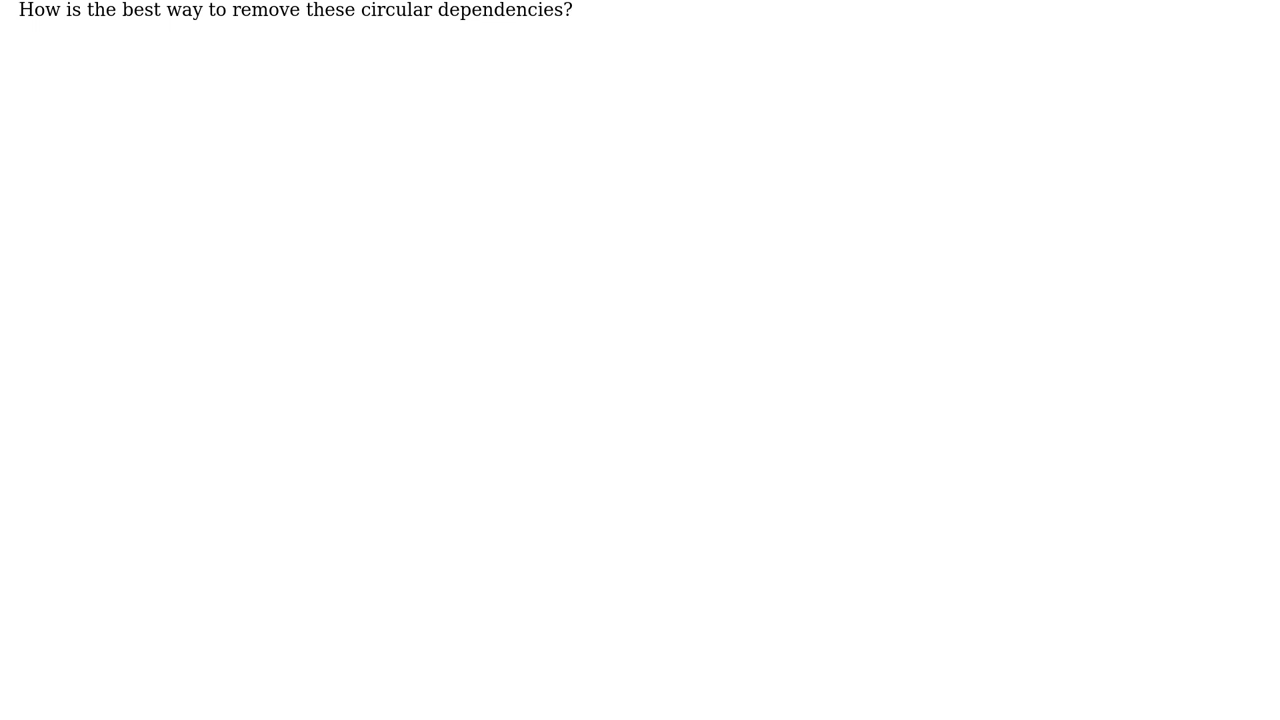 How is the best way to remove these circular dependencies?